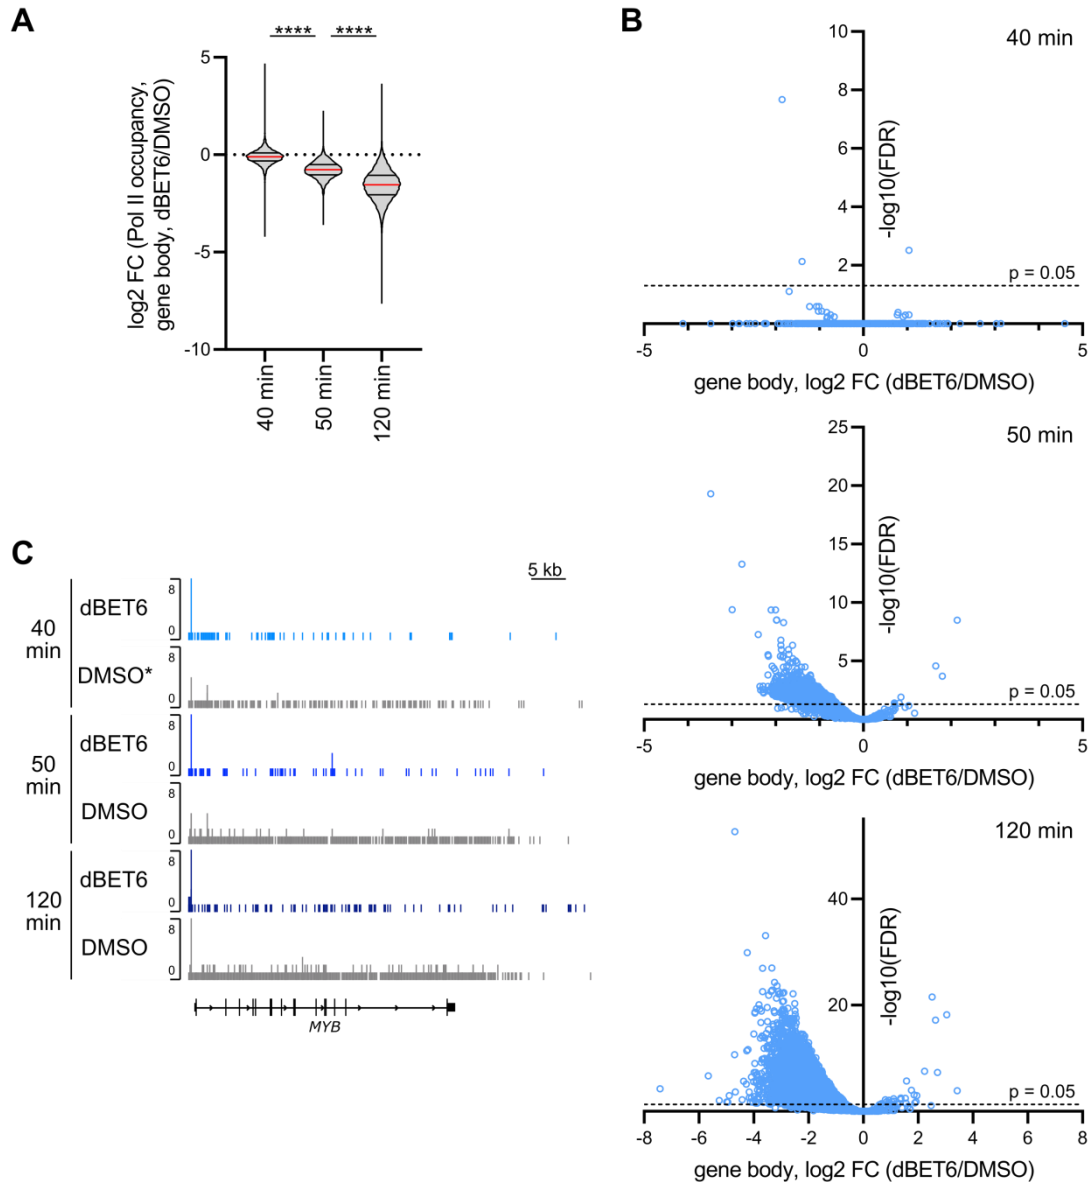 A
**** ****
log2 FC (Pol II occupancy,
gene body, dBET6/DMSO)
5
0
-5
-10
40 min
50 min
120 min
B
40 min
10
8
6
4
2
-log10(FDR)
p = 0.05
-5
0
5
gene body, log2 FC (dBET6/DMSO)
50 min
25
20
15
10
5
-log10(FDR)
p = 0.05
-5
0
5
gene body, log2 FC (dBET6/DMSO)
120 min
40
20
-log10(FDR)
p = 0.05
-8 -6 -4 -2 0 2 4 6 8
gene body, log2 FC (dBET6/DMSO)
C
5 kb
40
min
dBET6
8
0
DMSO*
8
0
50
min
dBET6
8
0
DMSO
8
0
120
min
dBET6
8
0
DMSO
8
0
MYB